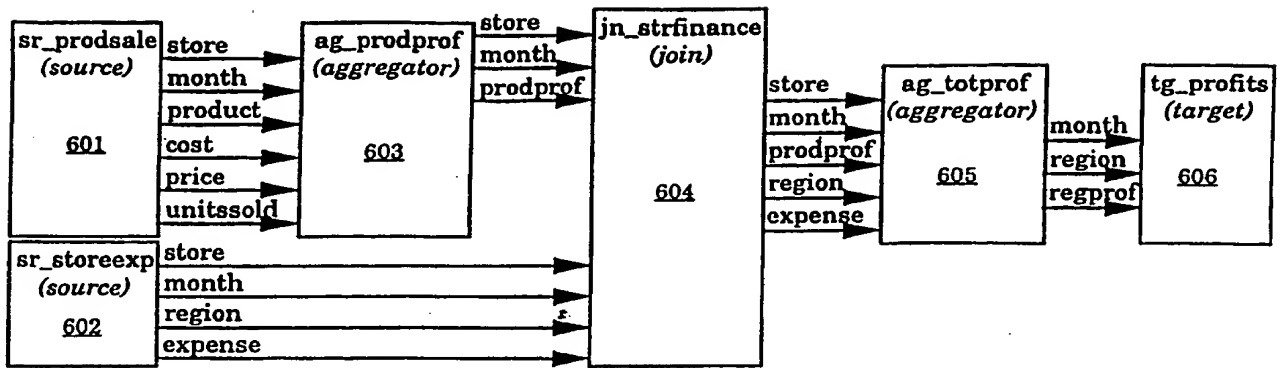 sr_prodsale
(source)
601
store
month
product
cost
price
unitssold
ag_prodprof
(aggregator)
603
store
month
prodprof
jn_strfinance
(join)
604
sr_storeexp
(source)
602
store
month
region
expense
store
month
prodprof
region
expense
ag_totprof
(aggregator)
605
month
region
regprof
tg_profits
(target)
606